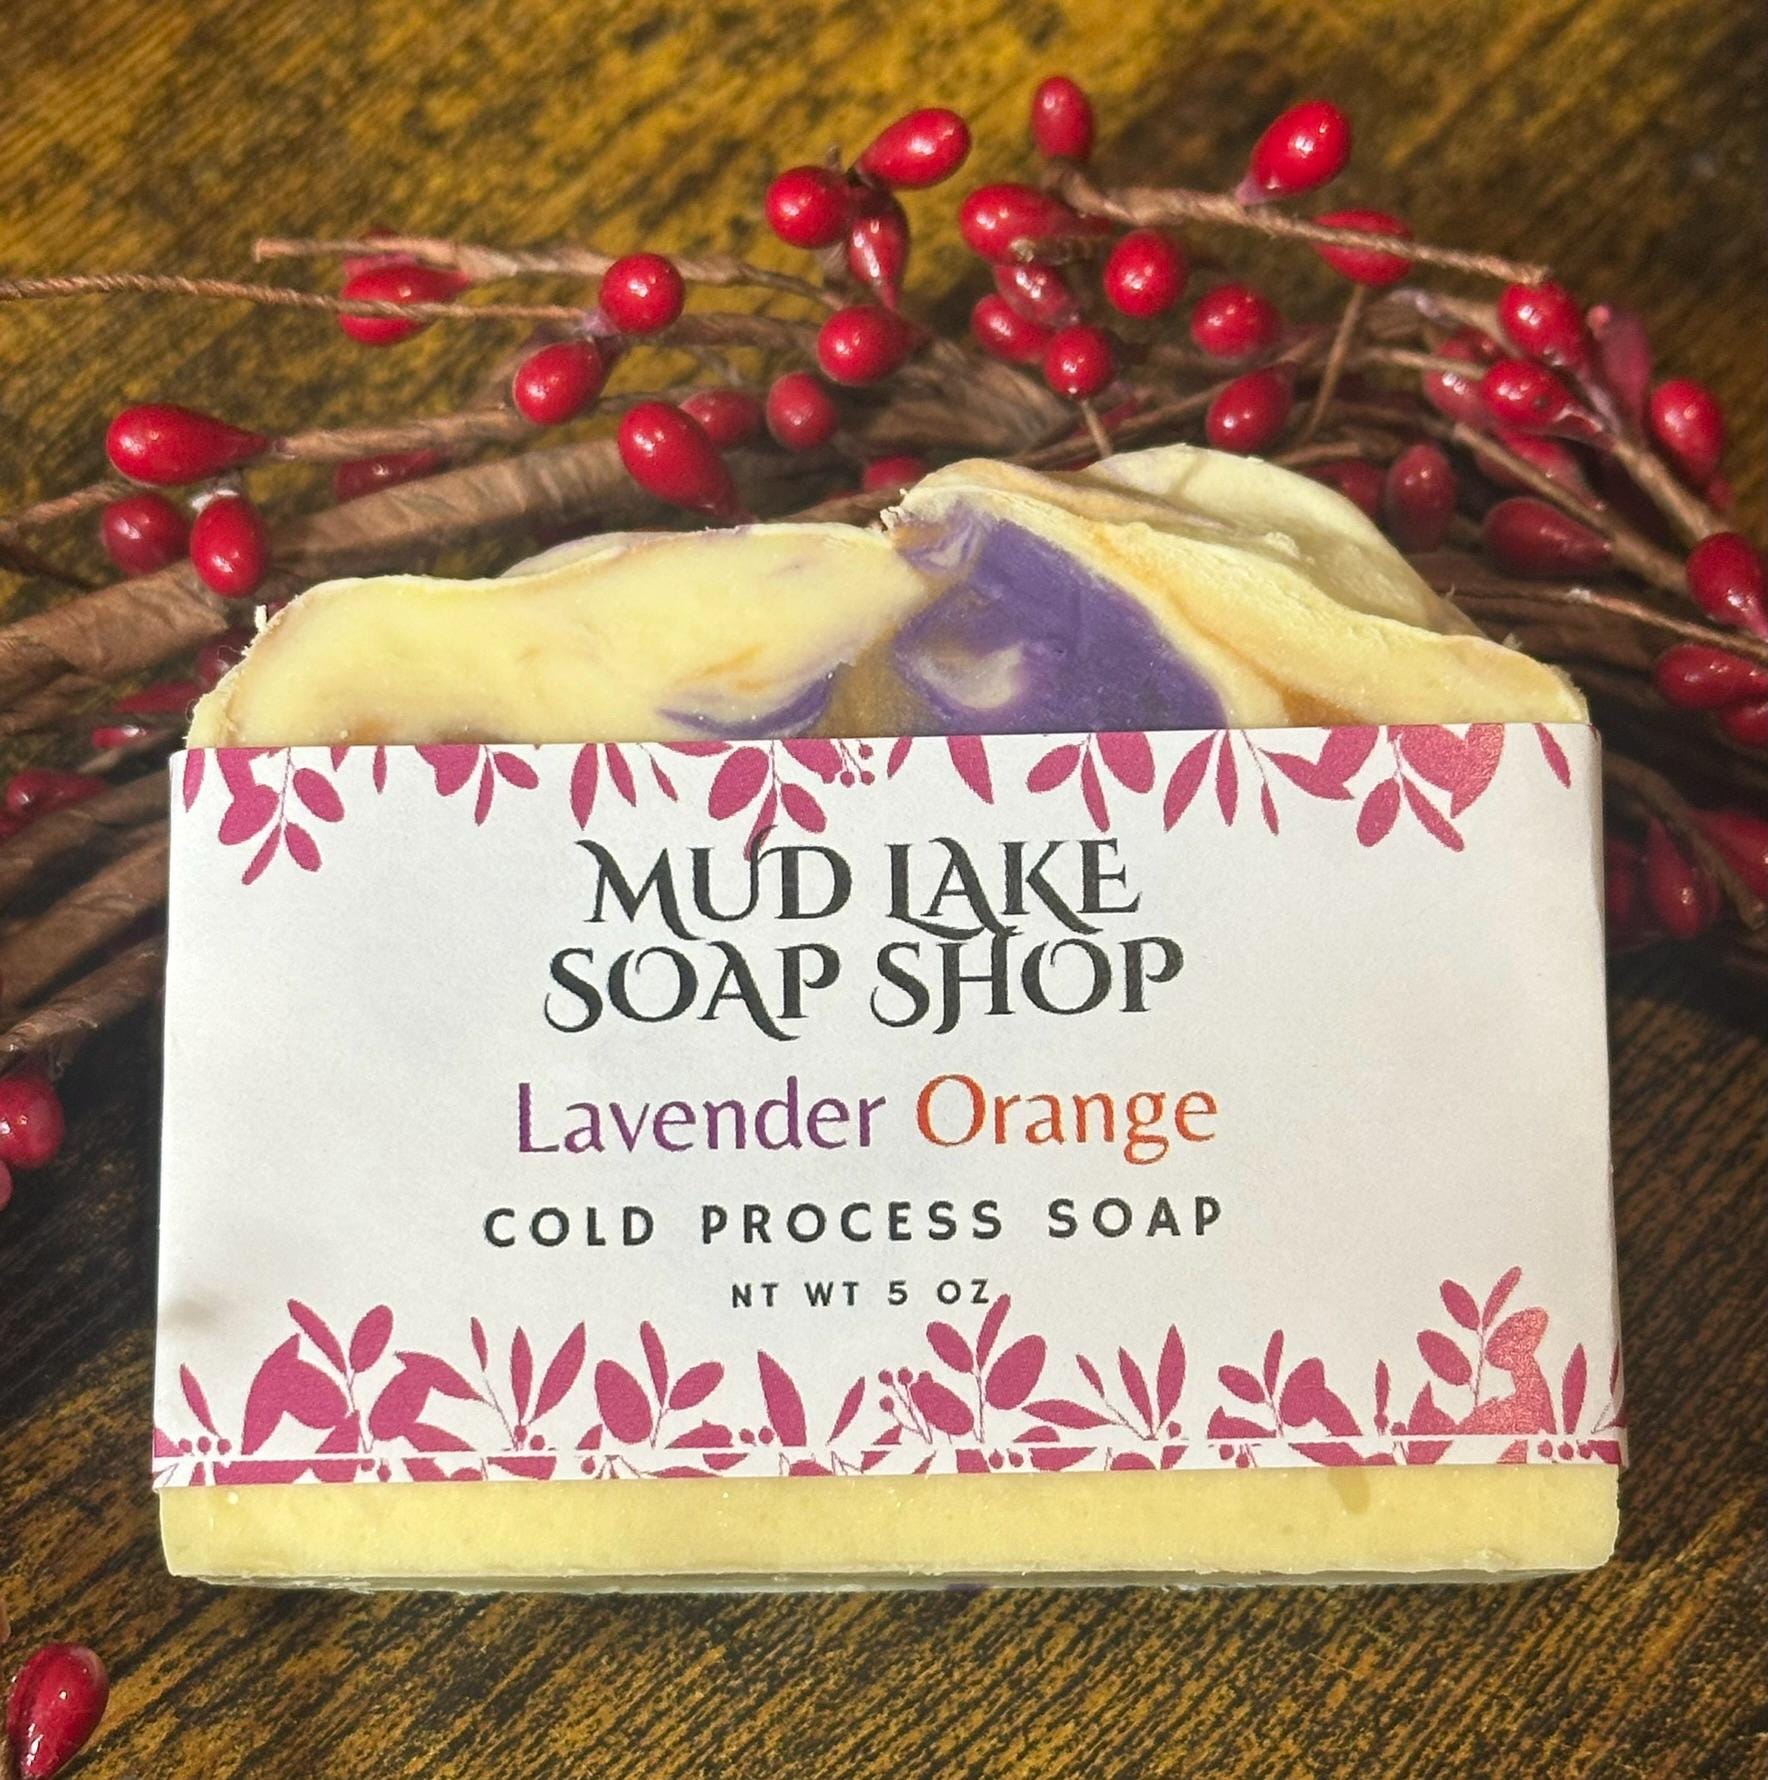 MUD LAKE
SOAP SHOP
Lavender Orange
COLD PROCESS SOAP
NT WT 5 OZ